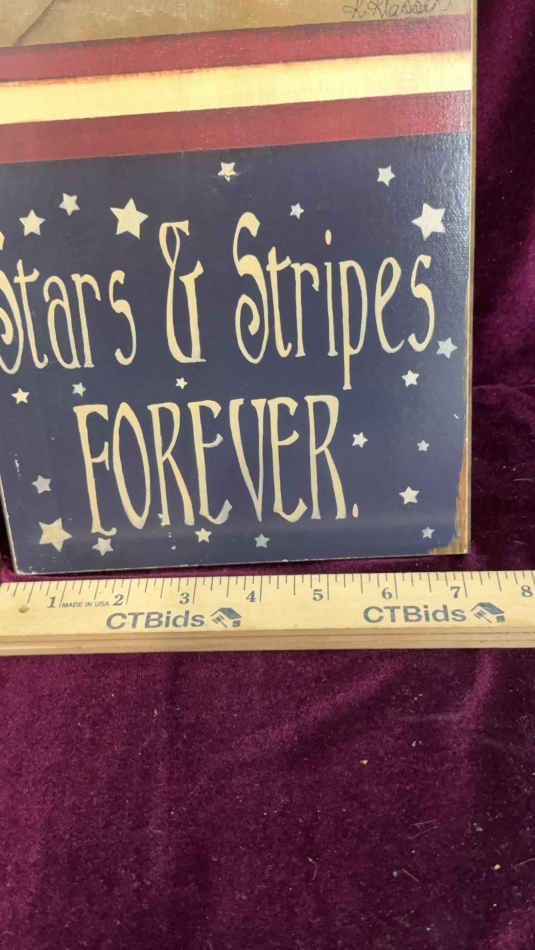 Stars & Stripes
FOREVER.
1 MADE IN USA 2 3 4 5 6 7 8
CTBids CTBids